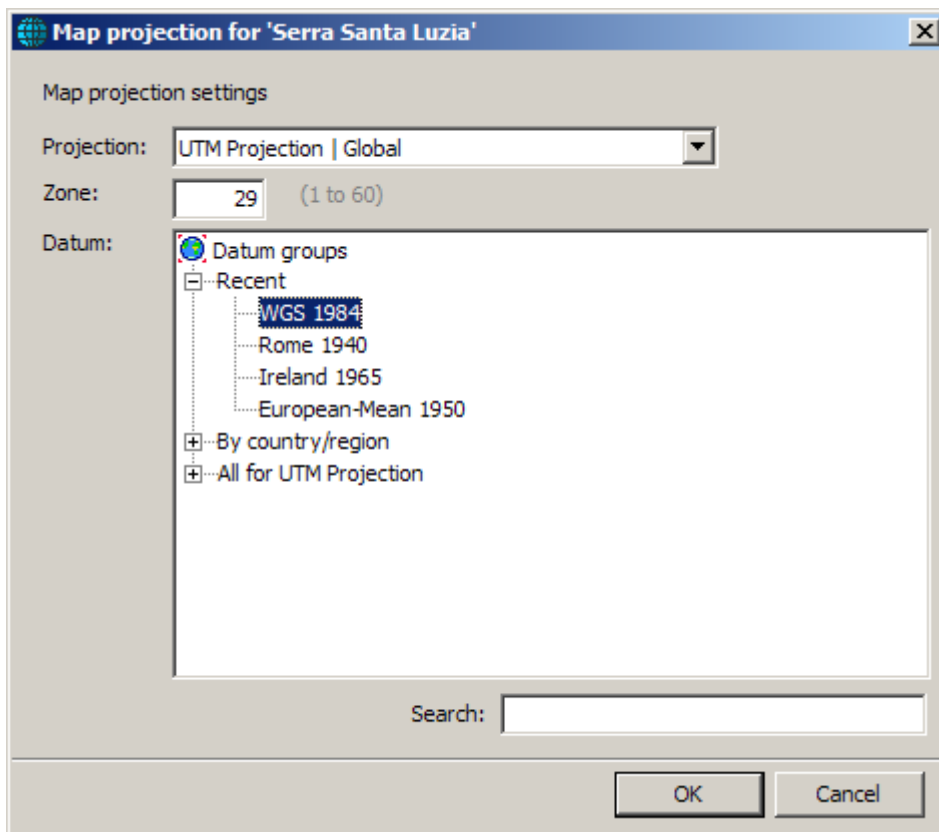 Map projection for 'Serra Santa Luzia'
Map projection settings
Projection: UTM Projection | Global
Zone: 29 (1 to 60)
Datum: Datum groups
Recent
WGS 1984
Rome 1940
Ireland 1965
European-Mean 1950
By country/region
All for UTM Projection
Search:
OK Cancel